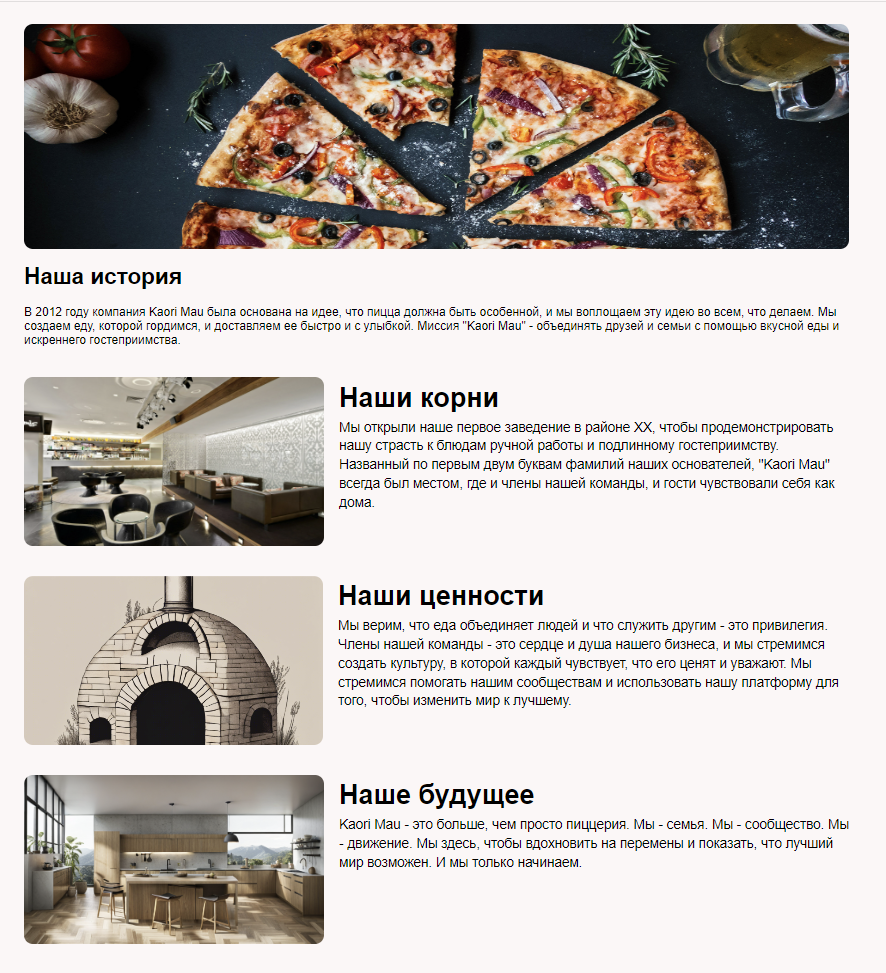 Наша история
В 2012 году компания Kaori Mau была основана на идее, что пицца должна быть особенной, и мы воплощаем эту идею во всем, что делаем. Мы
создаем еду, которой гордимся, и доставляем ее быстро и с улыбкой. Миссия "Kaori Mau" - объединять друзей и семьи с помощью вкусной еды и
искреннего гостеприимства.
Наши корни
Мы открыли наше первое заведение в районе XX, чтобы продемонстрировать
нашу страсть к блюдам ручной работы и подлинному гостеприимству.
Названный по первым двум буквам фамилий наших основателей, "Kaori Mau"
всегда был местом, где и члены нашей команды, и гости чувствовали себя как
дома.
Наши ценности
Мы верим, что еда объединяет людей и что служить другим - это привилегия.
Члены нашей команды - это сердце и душа нашего бизнеса, и мы стремимся
создать культуру, в которой каждый чувствует, что его ценят и уважают. Мы
стремимся помогать нашим сообществам и использовать нашу платформу для
того, чтобы изменить мир к лучшему.
Наше будущее
Kaori Mau - это больше, чем просто пиццерия. Мы - семья. Мы - сообщество. Мы
- движение. Мы здесь, чтобы вдохновить на перемены и показать, что лучший
мир возможен. И мы только начинаем.